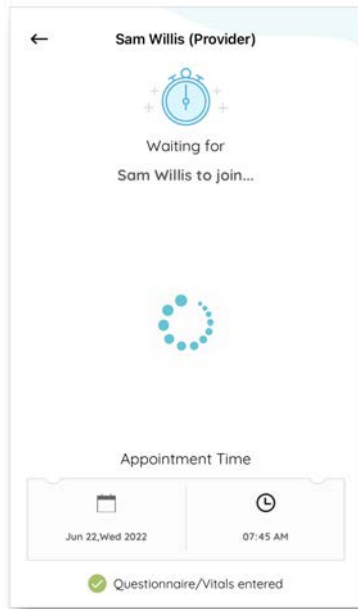 Sam Willis (Provider)
Waiting for
Sam Willis to join...
Appointment Time
Jun 22,Wed 2022
07:45 AM
Questionnaire/Vitals entered